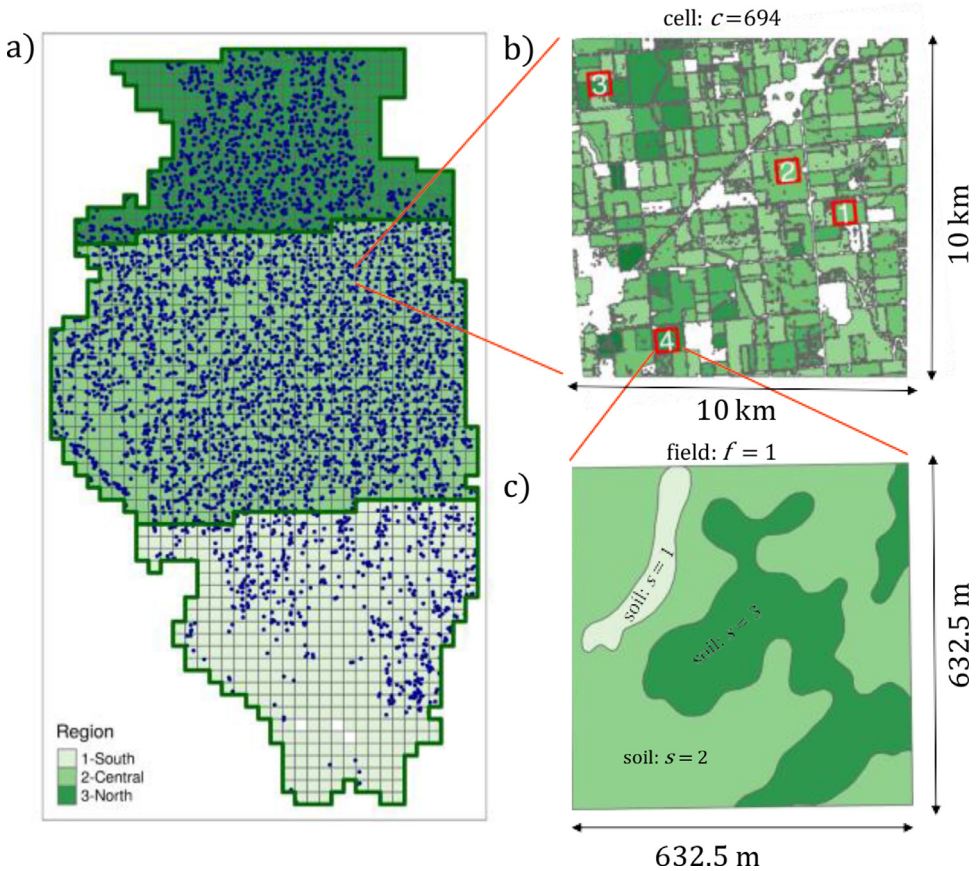 a)
Region
1-South
2-Central
3-North
b)
cell: c=694
3
2
1
4
10 km
10 km
field: f = 1
c)
soil: s = 1
soil: s = 3
soil: s = 2
632.5 m
632.5 m